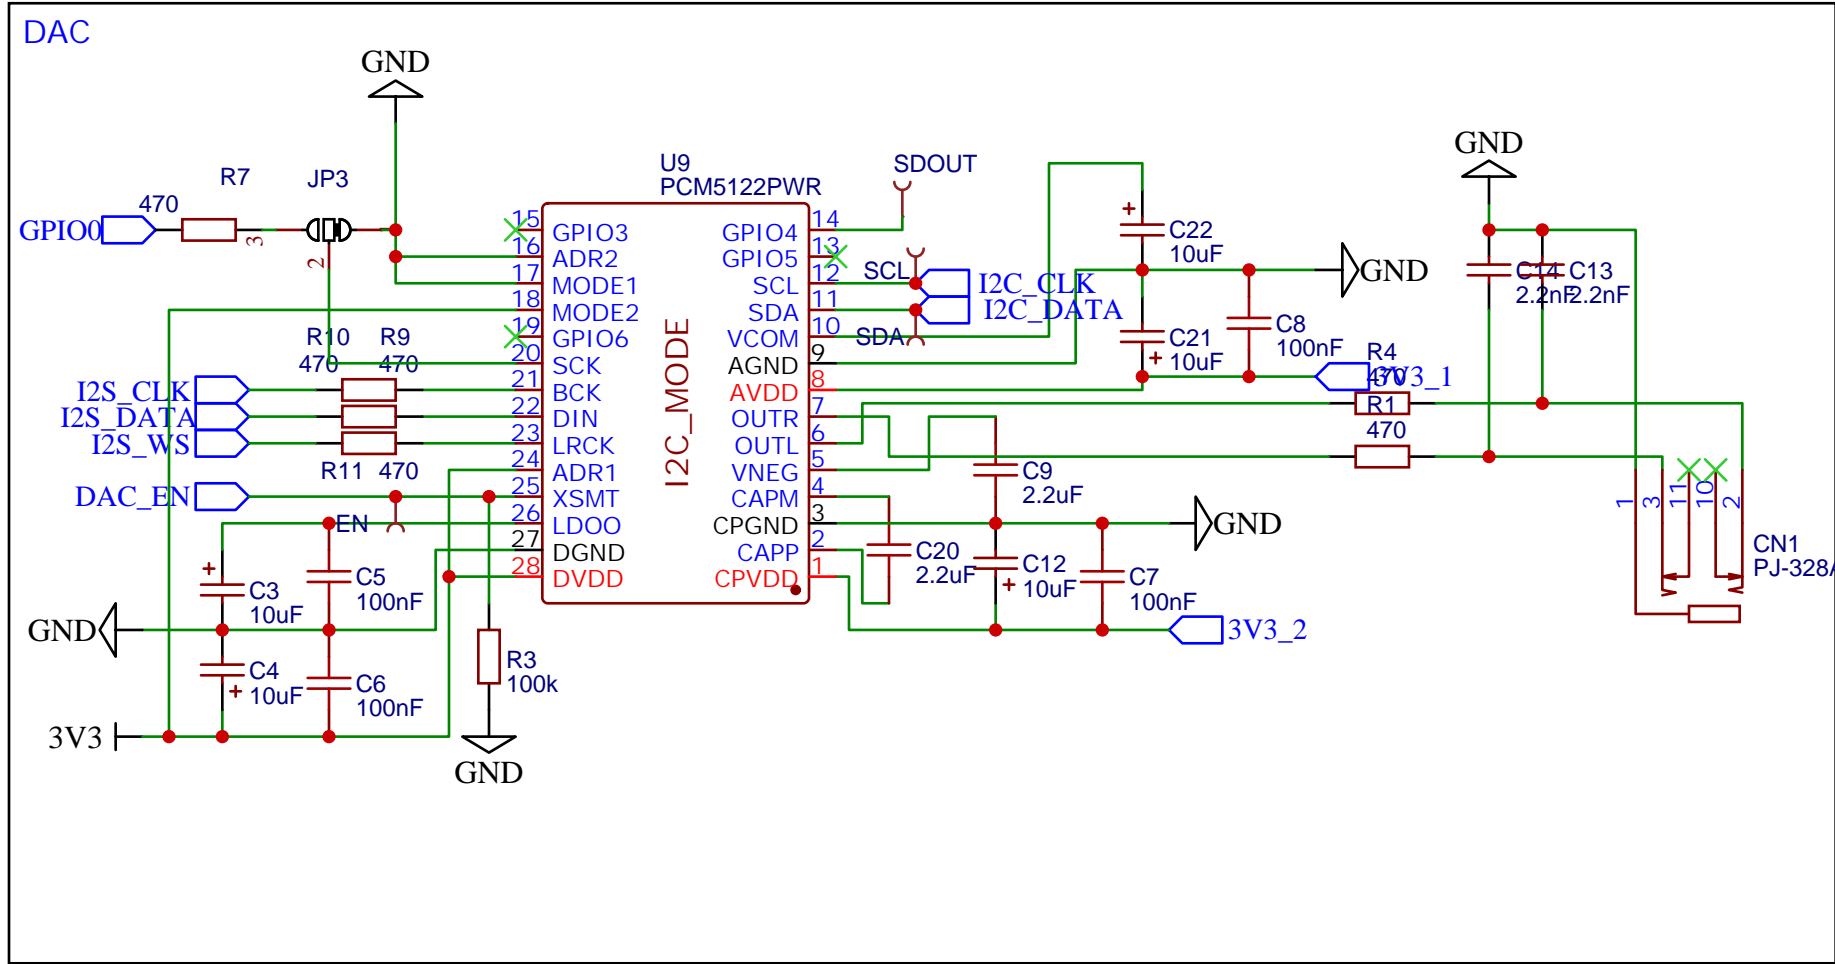 DAC
GND
R7
470
JP3
GPIO0
3
2
U9
PCM5122PWR
SDOUT
I2C_MODE
15 GPIO3
16 ADR2
17 MODE1
18 MODE2
19 GPIO6
20 SCK
21 BCK
22 DIN
23 LRCK
24 ADR1
25 XSMT
26 LDOO
27 DGND
28 DVDD
GPIO4 14
GPIO5 13
SCL 12
SDA 11
VCOM 10
AGND 9
AVDD 8
OUTR 7
OUTL 6
VNEG 5
CAPM 4
CPGND 3
CAPP 2
CPVDD 1
SCL
SDA
I2C_CLK
I2C_DATA
R10
470
R9
470
I2S_CLK
I2S_DATA
I2S_WS
R11 470
DAC_EN
EN
+
C3
10uF
C5
100nF
GND
C4
10uF
+
C6
100nF
3V3
R3
100k
GND
+
C22
10uF
GND
C21
10uF
+
C8
100nF
R4
470
3V3_1
R1
470
C9
2.2uF
GND
C20
2.2uF
C12
10uF
+
C7
100nF
3V3_2
GND
C14
2.2nF
C13
2.2nF
1
3
11
10
2
CN1
PJ-328A